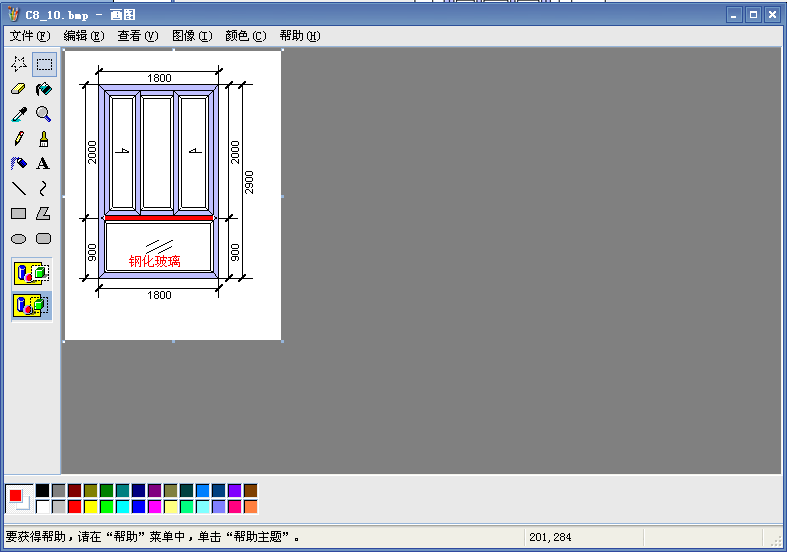 C8_10.bmp - 画图
文件(F) 编辑(E) 查看(V) 图像(I) 颜色(C) 帮助(H)
A
1800
2000
2000
2900
900
900
钢化玻璃
1800
要获得帮助,请在“帮助”菜单中,单击“帮助主题”。
201,284